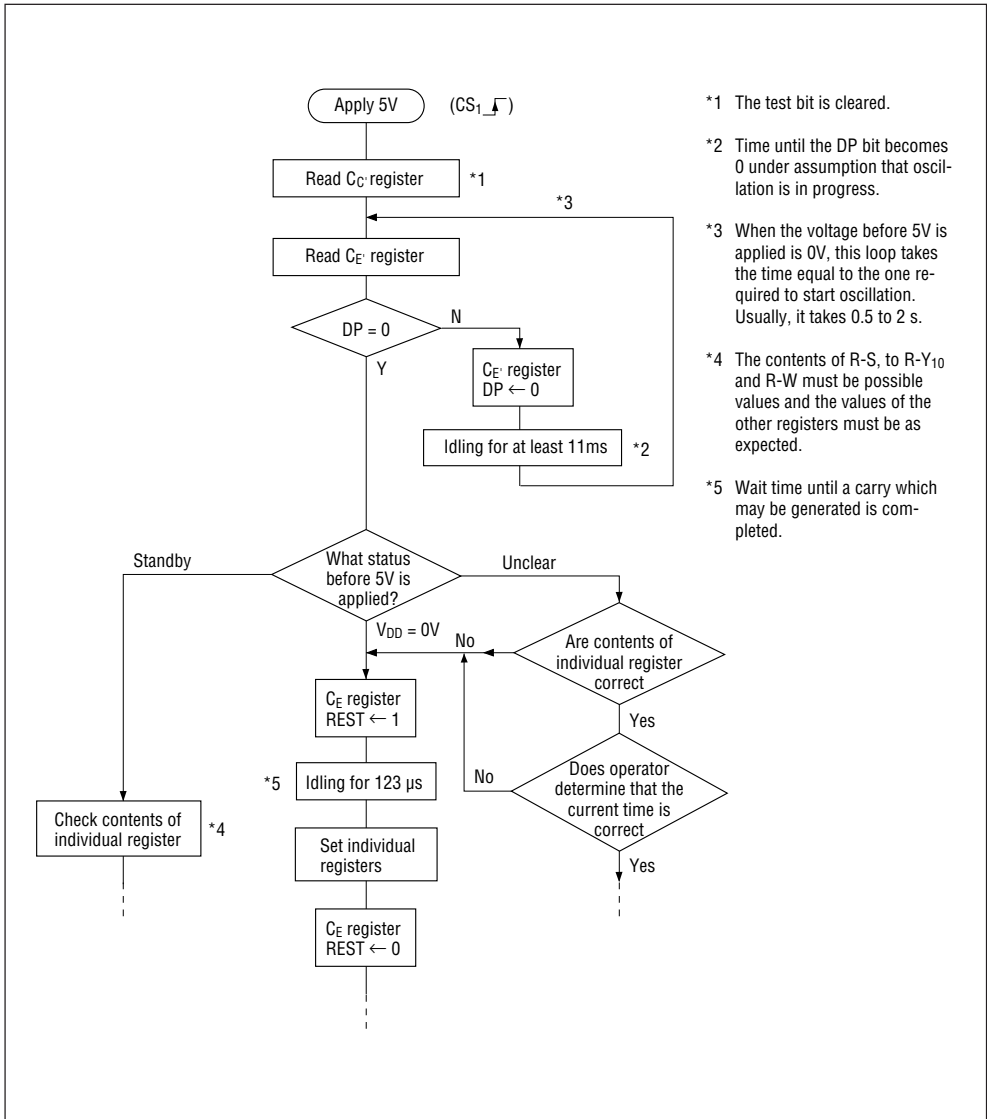 Apply 5V
(CS1 )
Read CC' register
*1
*3
Read CE' register
DP = 0
N
Y
CE' register
DP ← 0
Idling for at least 11ms
*2
What status
before 5V is
applied?
Standby
Unclear
VDD = 0V
No
Are contents of
individual register
correct
Yes
CE register
REST ← 1
*5
Idling for 123 µs
No
Does operator
determine that the
current time is
correct
Yes
Check contents of
individual register
*4
Set individual
registers
CE register
REST ← 0
*1 The test bit is cleared.
*2 Time until the DP bit becomes
0 under assumption that oscil-
lation is in progress.
*3 When the voltage before 5V is
applied is 0V, this loop takes
the time equal to the one re-
quired to start oscillation.
Usually, it takes 0.5 to 2 s.
*4 The contents of R-S, to R-Y10
and R-W must be possible
values and the values of the
other registers must be as
expected.
*5 Wait time until a carry which
may be generated is com-
pleted.